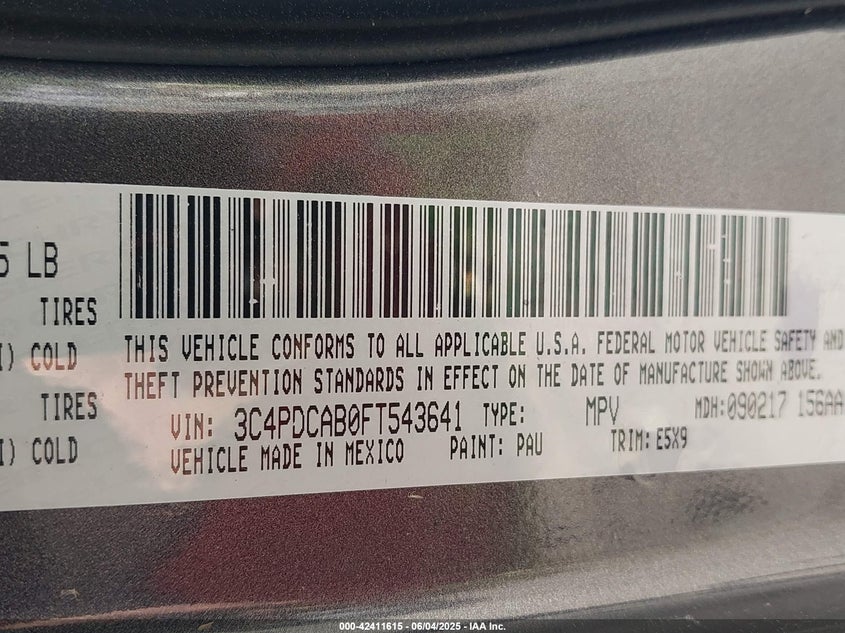 5 LB
TIRES
I) COLD
TIRES
I) COLD
THIS VEHICLE CONFORMS TO ALL APPLICABLE U.S.A. FEDERAL MOTOR VEHICLE SAFETY AND
THEFT PREVENTION STANDARDS IN EFFECT ON THE DATE OF MANUFACTURE SHOWN ABOVE.
VIN: 3C4PDCAB0FT543641 TYPE: MPV MDH: 090217 156AA
VEHICLE MADE IN MEXICO PAINT: PAU TRIM: E5X9
000-42411615 | 06/04/2025 - IAA Inc.